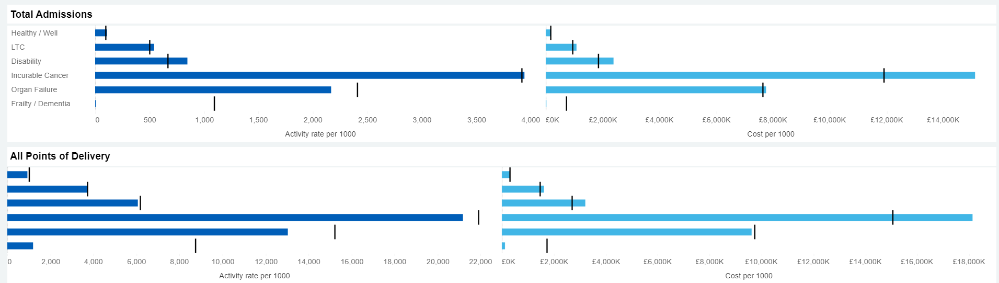 Total Admissions
Healthy / Well
LTC
Disability
Incurable Cancer
Organ Failure
Frailty / Dementia
0 500 1,000 1,500 2,000 2,500 3,000 3,500 4,000 £0K £2,000K £4,000K £6,000K £8,000K £10,000K £12,000K £14,000K
Activity rate per 1000 Cost per 1000
All Points of Delivery
0 2,000 4,000 6,000 8,000 10,000 12,000 14,000 16,000 18,000 20,000 22,000 £0K £2,000K £4,000K £6,000K £8,000K £10,000K £12,000K £14,000K £16,000K £18,000K
Activity rate per 1000 Cost per 1000